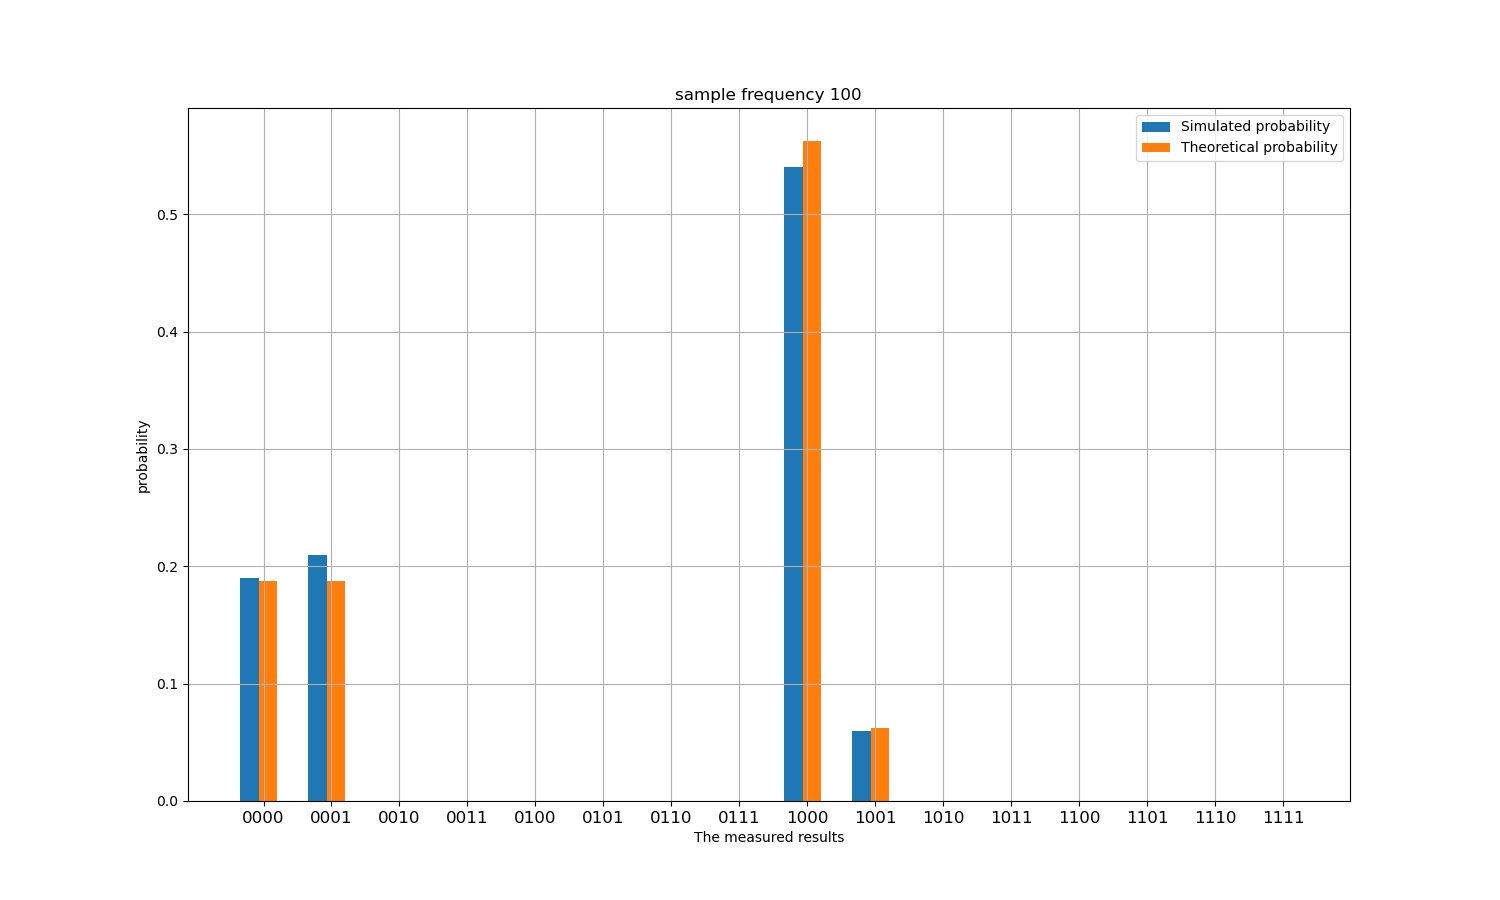 sample frequency 100
Simulated probability
Theoretical probability
probability
0.5
0.4
0.3
0.2
0.1
0.0
0000 0001 0010 0011 0100 0101 0110 0111 1000 1001 1010 1011 1100 1101 1110 1111
The measured results